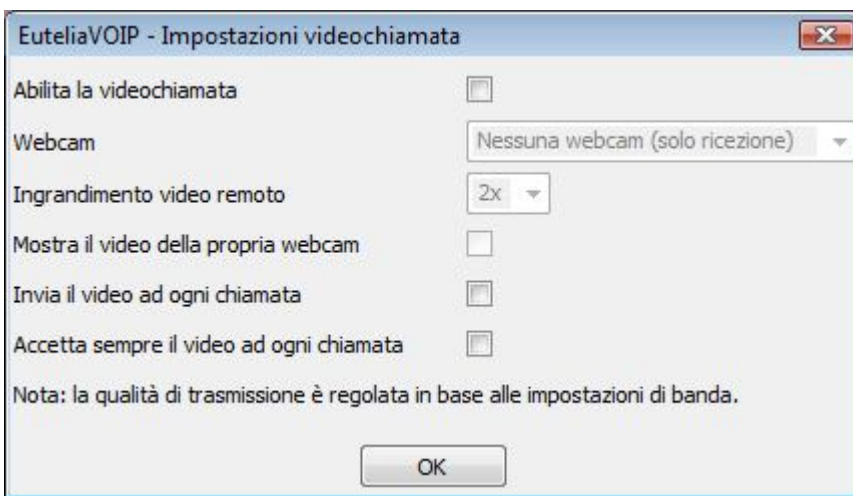 EuteliaVOIP - Impostazioni videochiamata
Abilita la videochiamata
Webcam Nessuna webcam (solo ricezione)
Ingrandimento video remoto 2x
Mostra il video della propria webcam
Invia il video ad ogni chiamata
Accetta sempre il video ad ogni chiamata
Nota: la qualità di trasmissione è regolata in base alle impostazioni di banda.
OK